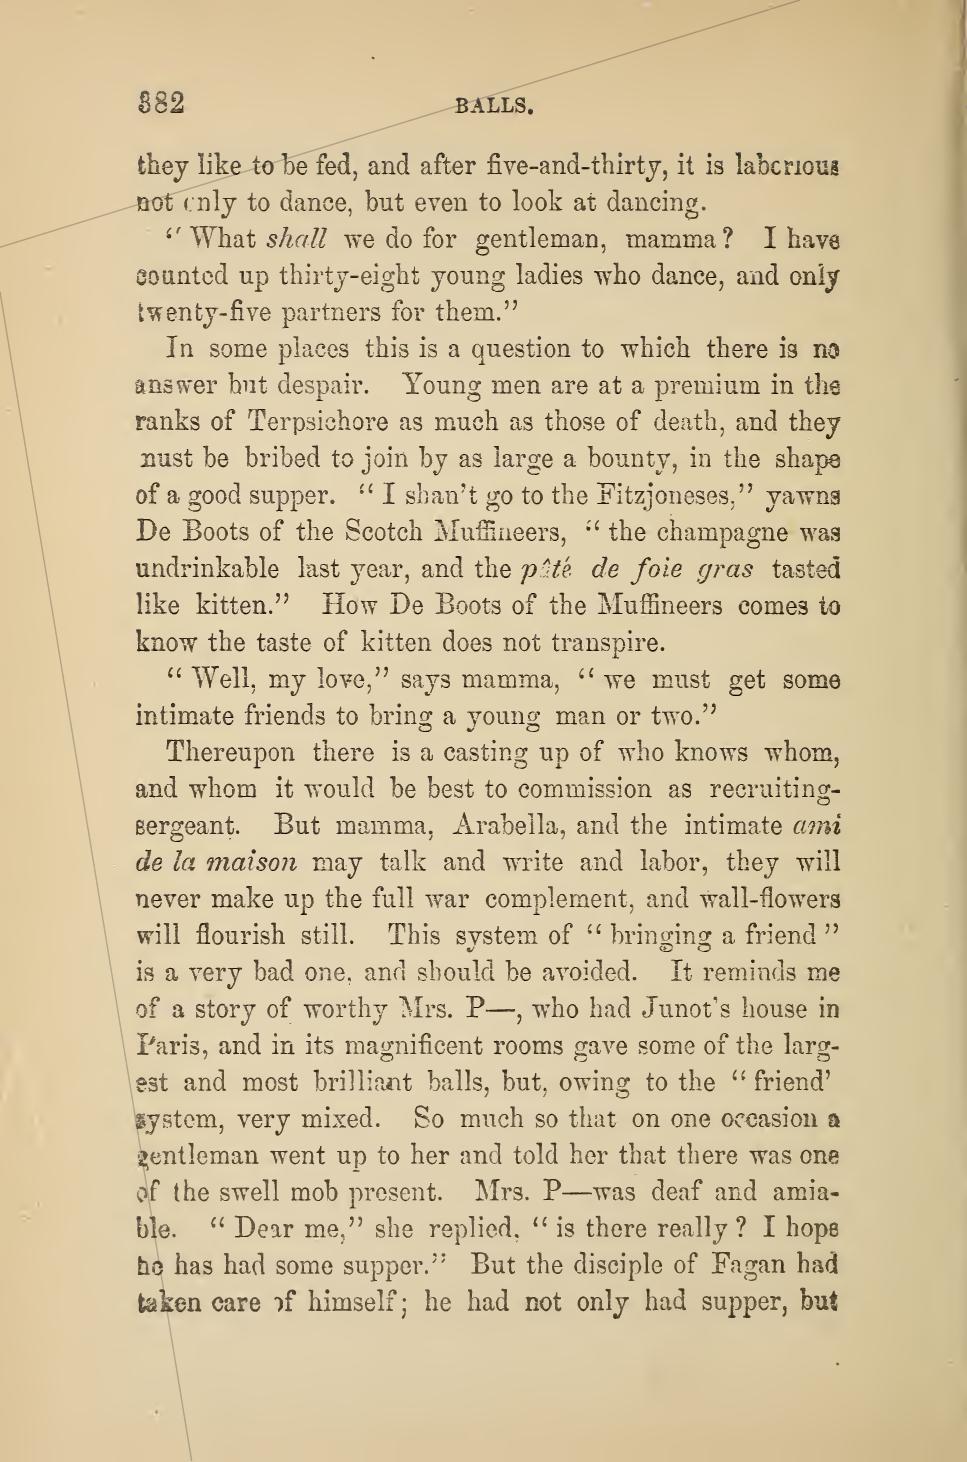 382 BALLS.
they like to be fed, and after five-and-thirty, it is laborious
not only to dance, but even to look at dancing.
“What shall we do for gentleman, mamma? I have
counted up thirty-eight young ladies who dance, and only
twenty-five partners for them.”
In some places this is a question to which there is no
answer but despair. Young men are at a premium in the
ranks of Terpsichore as much as those of death, and they
must be bribed to join by as large a bounty, in the shape
of a good supper. “I shan’t go to the Fitzjoneses,” yawns
De Boots of the Scotch Muffineers, “the champagne was
undrinkable last year, and the pâté de foie gras tasted
like kitten.” How De Boots of the Muffineers comes to
know the taste of kitten does not transpire.
“Well, my love,” says mamma, “we must get some
intimate friends to bring a young man or two.”
Thereupon there is a casting up of who knows whom,
and whom it would be best to commission as recruiting-
sergeant. But mamma, Arabella, and the intimate ami
de la maison may talk and write and labor, they will
never make up the full war complement, and wall-flowers
will flourish still. This system of “bringing a friend”
is a very bad one, and should be avoided. It reminds me
of a story of worthy Mrs. P—, who had Junot’s house in
Paris, and in its magnificent rooms gave some of the larg-
est and most brilliant balls, but, owing to the “friend’
system, very mixed. So much so that on one occasion a
gentleman went up to her and told her that there was one
of the swell mob present. Mrs. P—was deaf and amia-
ble. “Dear me,” she replied, “is there really? I hope
he has had some supper.” But the disciple of Fagan had
taken care of himself; he had not only had supper, but